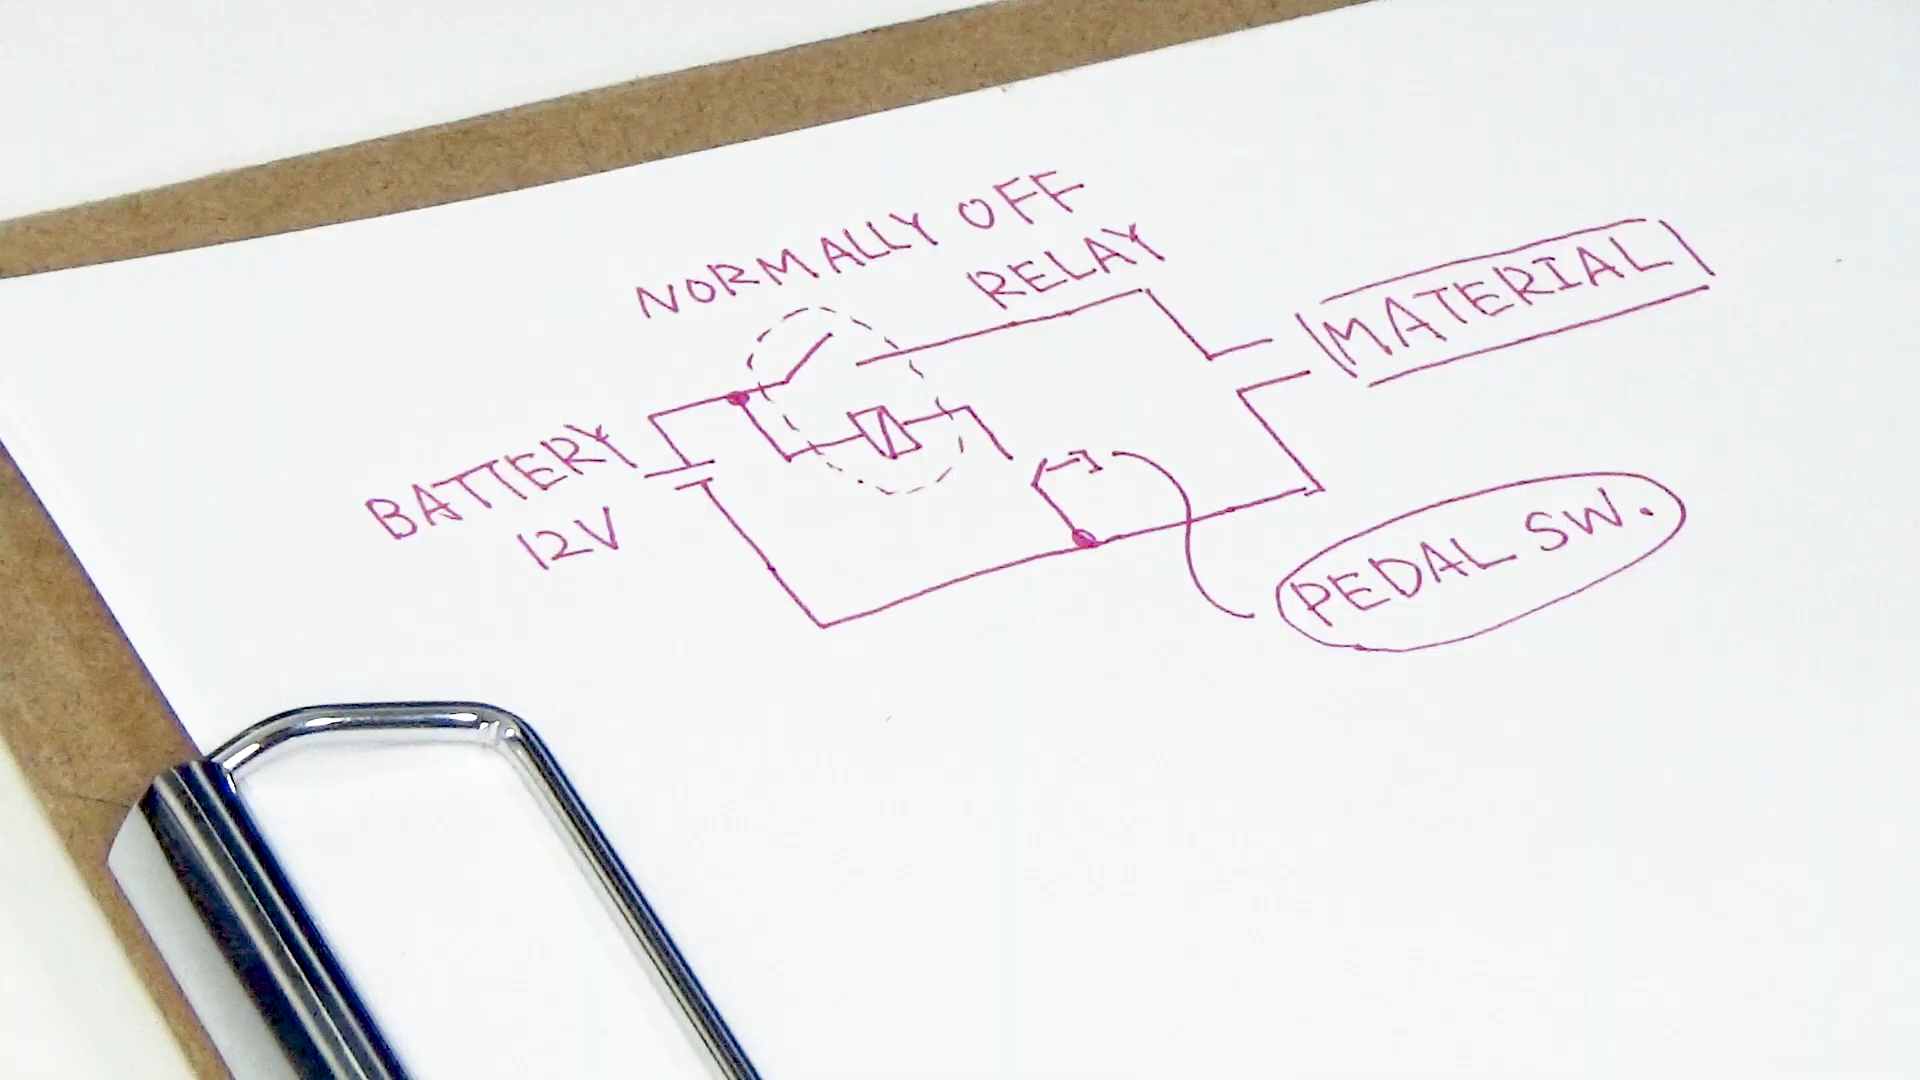 NORMALLY OFF
RELAY
MATERIAL
BATTERY
12V
PEDAL SW.